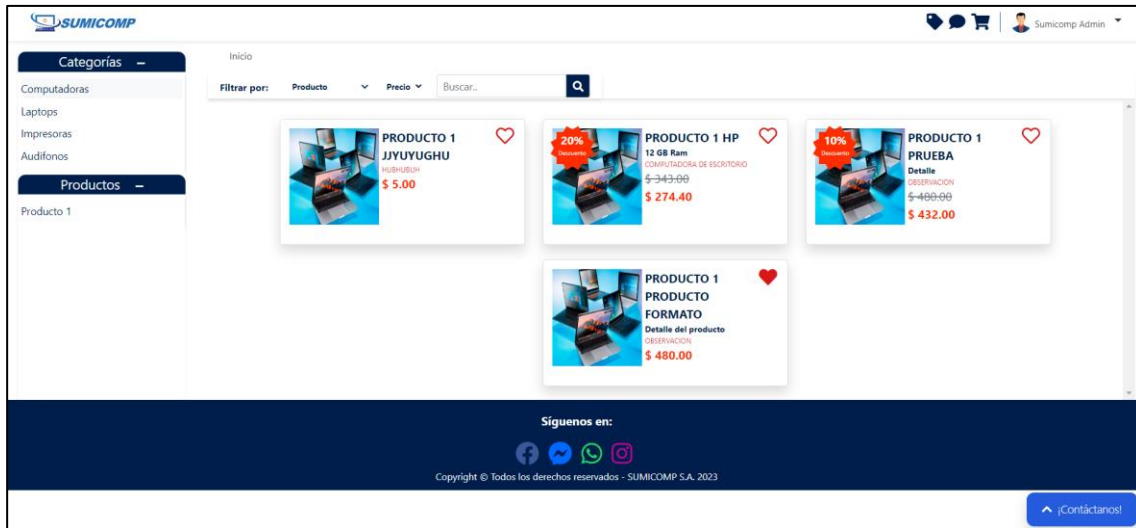 SUMICOMP
Sumicomp Admin
Categorías –
Computadoras
Laptops
Impresoras
Audifonos
Productos –
Producto 1
Inicio
Filtrar por:
Producto
Precio
Buscar..
PRODUCTO 1
JJYUYUGHU
HUBHUBUH
$ 5.00
20%
Descuento
PRODUCTO 1 HP
12 GB Ram
COMPUTADORA DE ESCRITORIO
$ 343.00
$ 274.40
10%
Descuento
PRODUCTO 1
PRUEBA
Detalle
OBSERVACION
$ 480.00
$ 432.00
PRODUCTO 1
PRODUCTO
FORMATO
Detalle del producto
OBSERVACION
$ 480.00
Síguenos en:
Copyright © Todos los derechos reservados - SUMICOMP S.A. 2023
¡Contáctanos!